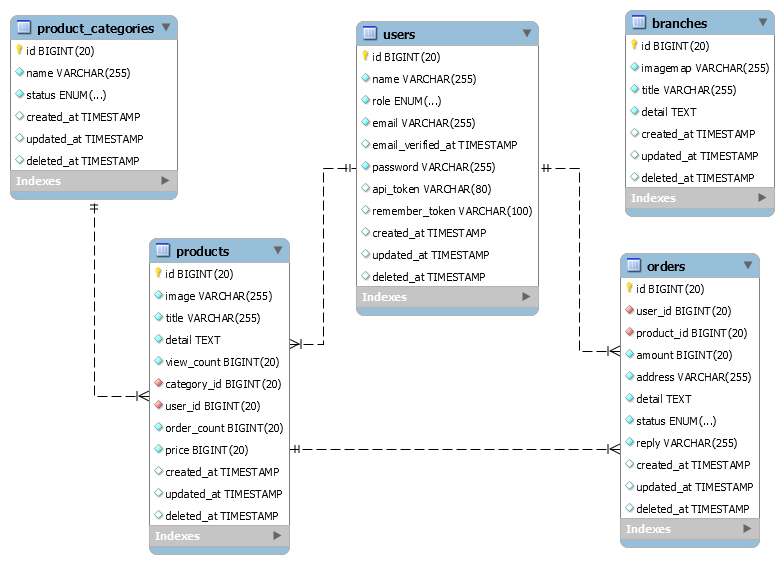 product_categories
id BIGINT(20)
name VARCHAR(255)
status ENUM(...)
created_at TIMESTAMP
updated_at TIMESTAMP
deleted_at TIMESTAMP
Indexes
users
id BIGINT(20)
name VARCHAR(255)
role ENUM(...)
email VARCHAR(255)
email_verified_at TIMESTAMP
password VARCHAR(255)
api_token VARCHAR(80)
remember_token VARCHAR(100)
created_at TIMESTAMP
updated_at TIMESTAMP
deleted_at TIMESTAMP
Indexes
branches
id BIGINT(20)
imagemap VARCHAR(255)
title VARCHAR(255)
detail TEXT
created_at TIMESTAMP
updated_at TIMESTAMP
deleted_at TIMESTAMP
Indexes
products
id BIGINT(20)
image VARCHAR(255)
title VARCHAR(255)
detail TEXT
view_count BIGINT(20)
category_id BIGINT(20)
user_id BIGINT(20)
order_count BIGINT(20)
price BIGINT(20)
created_at TIMESTAMP
updated_at TIMESTAMP
deleted_at TIMESTAMP
Indexes
orders
id BIGINT(20)
user_id BIGINT(20)
product_id BIGINT(20)
amount BIGINT(20)
address VARCHAR(255)
detail TEXT
status ENUM(...)
reply VARCHAR(255)
created_at TIMESTAMP
updated_at TIMESTAMP
deleted_at TIMESTAMP
Indexes